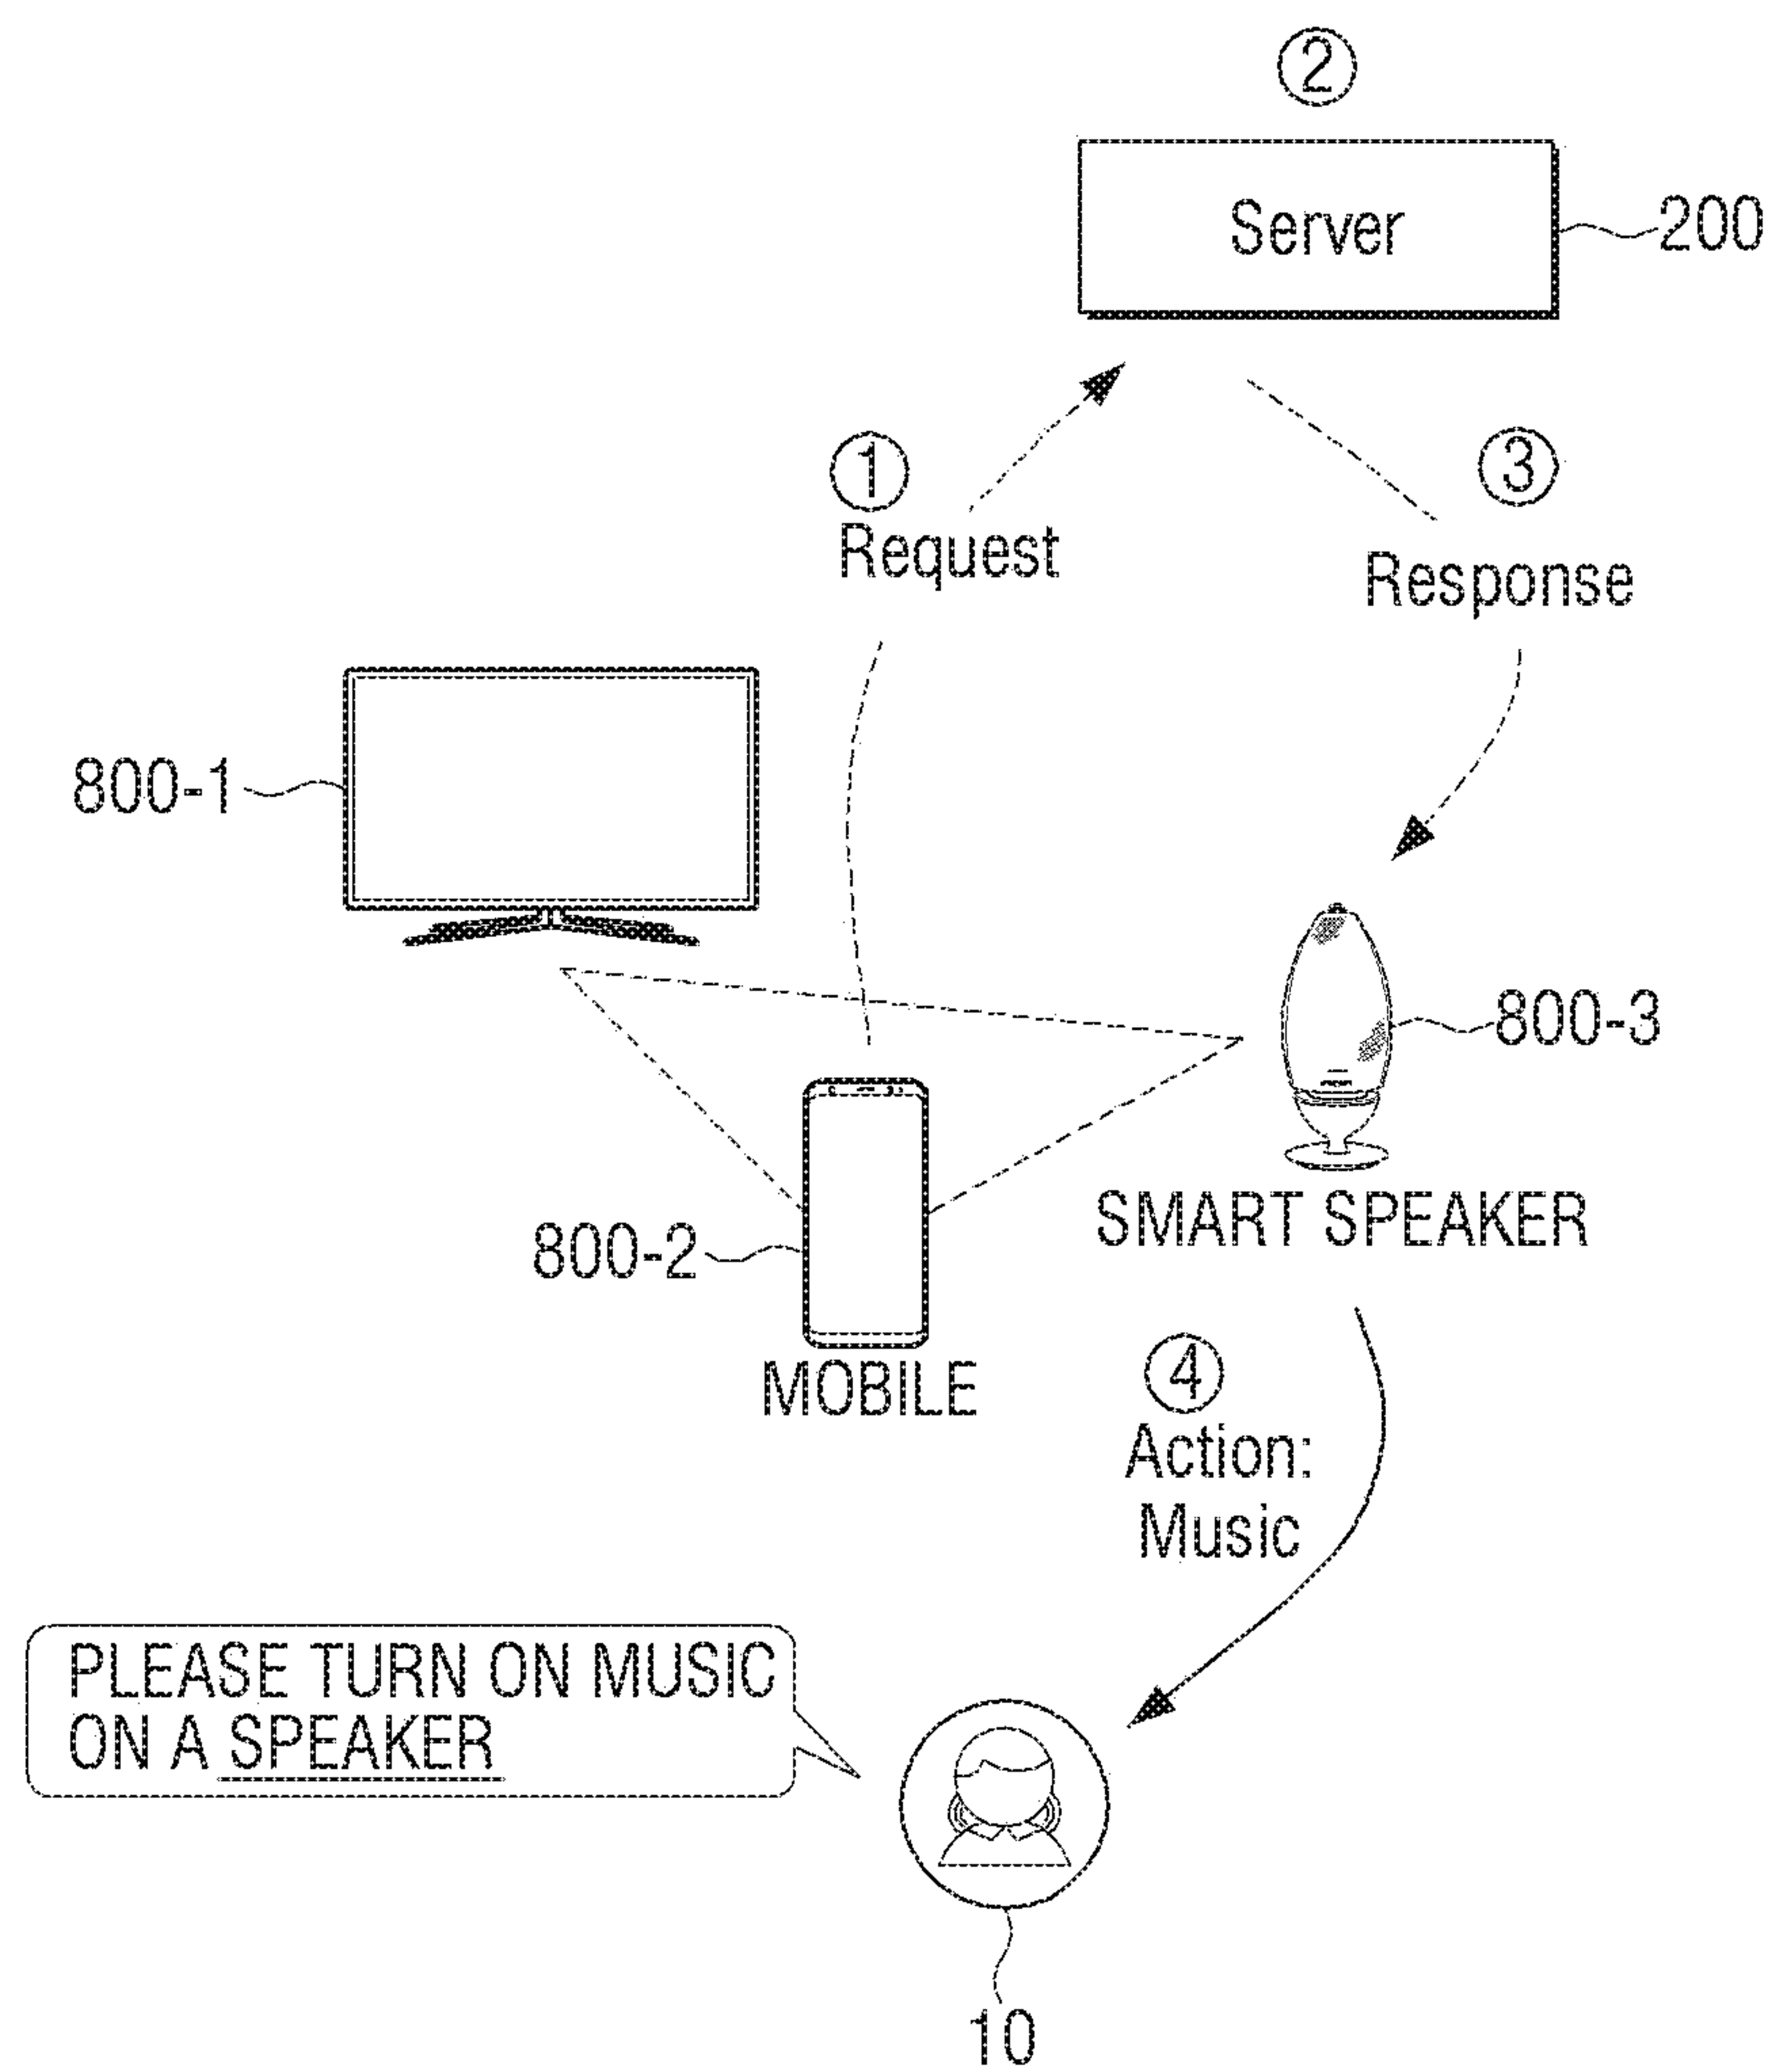 ②
Server
200
①
Request
③
Response
800-1
800-3
SMART SPEAKER
800-2
MOBILE
④
Action:
Music
PLEASE TURN ON MUSIC
ON A SPEAKER
10